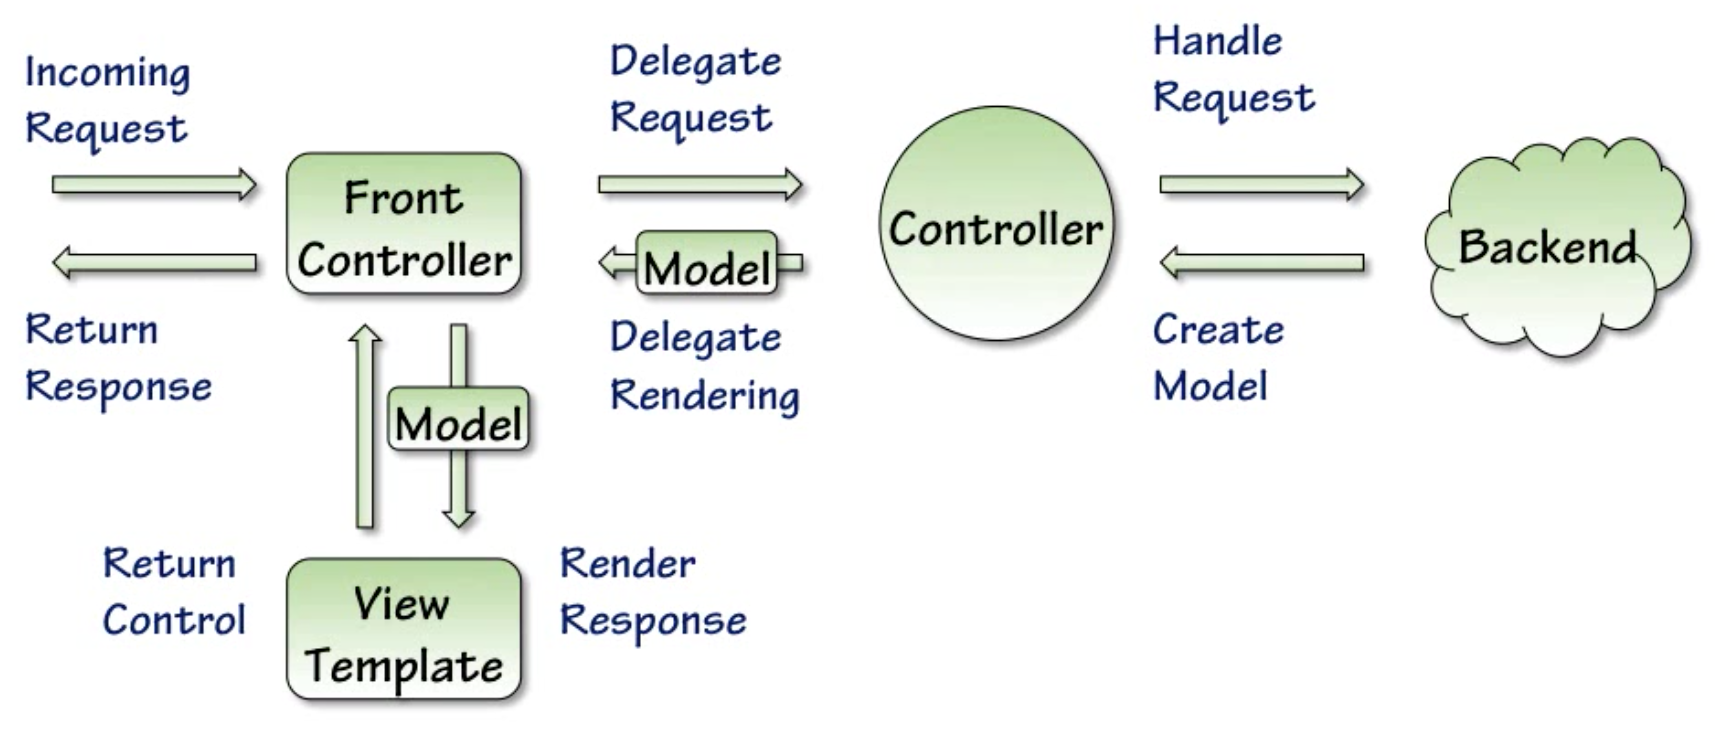 Incoming
Request
Delegate
Request
Handle
Request
Front
Controller
Model
Controller
Backend
Return
Response
Delegate
Rendering
Create
Model
Model
Return
Control
View
Template
Render
Response